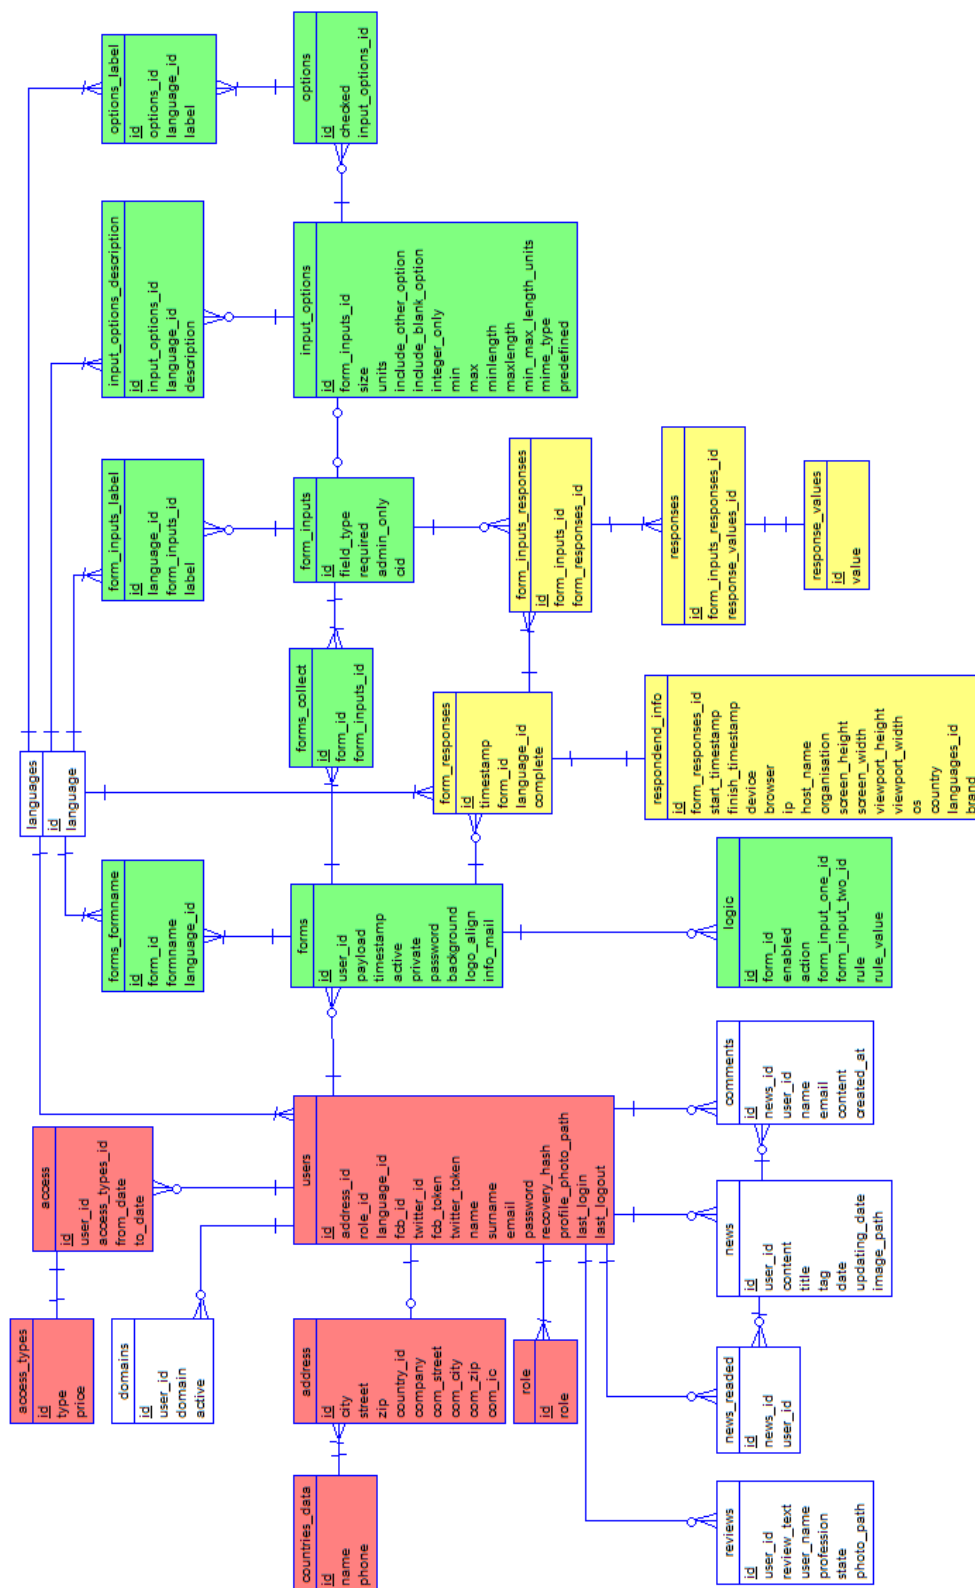 access_types
id
type
price
access
id
user_id
access_types_id
from_date
to_date
languages
id
language
domains
id
user_id
domain
active
forms_formname
id
form_id
formname
language_id
form_inputs_label
id
language_id
form_inputs_id
label
input_options_description
id
input_options_id
language_id
description
options_label
id
options_id
language_id
label
countries_data
id
name
phone
address
id
city
street
zip
country_id
company
com_street
com_city
com_zip
com_ic
users
id
address_id
role_id
language_id
fcb_id
twitter_id
fcb_token
twitter_token
name
surname
email
password
recovery_hash
profile_photo_path
last_login
last_logout
forms
id
user_id
payload
timestamp
active
private
password
background
logo_align
info_mail
forms_collect
id
form_id
form_inputs_id
form_inputs
id
field_type
required
admin_only
cid
input_options
id
form_inputs_id
size
units
include_other_option
include_blank_option
integer_only
min
max
minlength
maxlength
min_max_length_units
mime_type
predefined
options
id
checked
input_options_id
role
id
role
form_responses
id
timestamp
form_id
language_id
complete
form_inputs_responses
id
form_inputs_id
form_responses_id
reviews
id
user_id
review_text
user_name
profession
state
photo_path
news_readed
id
news_id
user_id
news
id
user_id
content
title
tag
date
updating_date
image_path
comments
id
news_id
user_id
name
email
content
created_at
logic
id
form_id
enabled
action
form_input_one_id
form_input_two_id
rule
rule_value
respondend_info
id
form_responses_id
start_timestamp
finish_timestamp
device
browser
ip
host_name
organisation
screen_height
screen_width
viewport_height
viewport_width
os
country
languages_id
brand
responses
id
form_inputs_responses_id
response_values_id
response_values
id
value